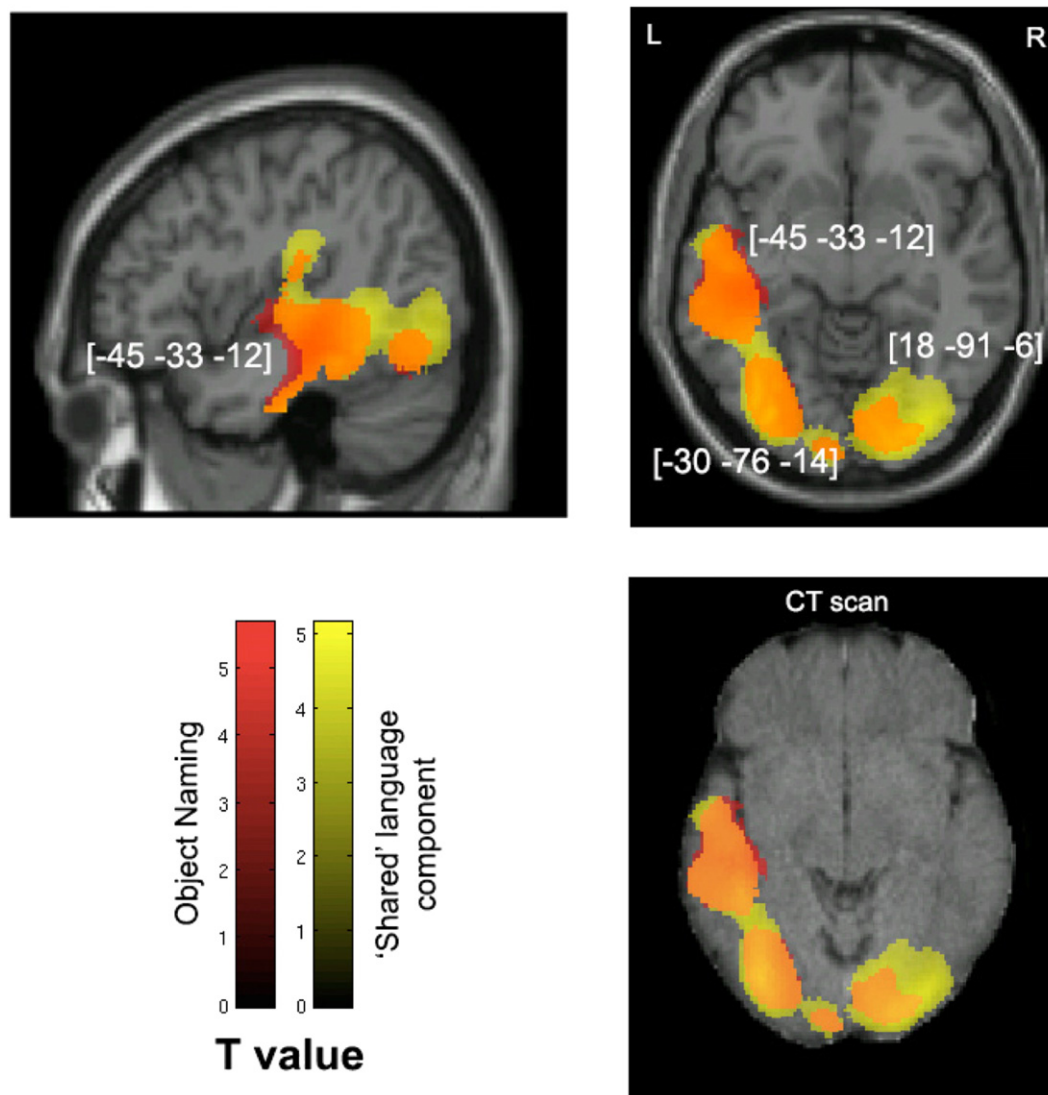 L
R
[-45 -33 -12]
[-45 -33 -12]
[18 -91 -6]
[-30 -76 -14]
CT scan
5
4
3
2
1
0
5
4
3
2
1
0
Object Naming
'Shared' language
component
T value